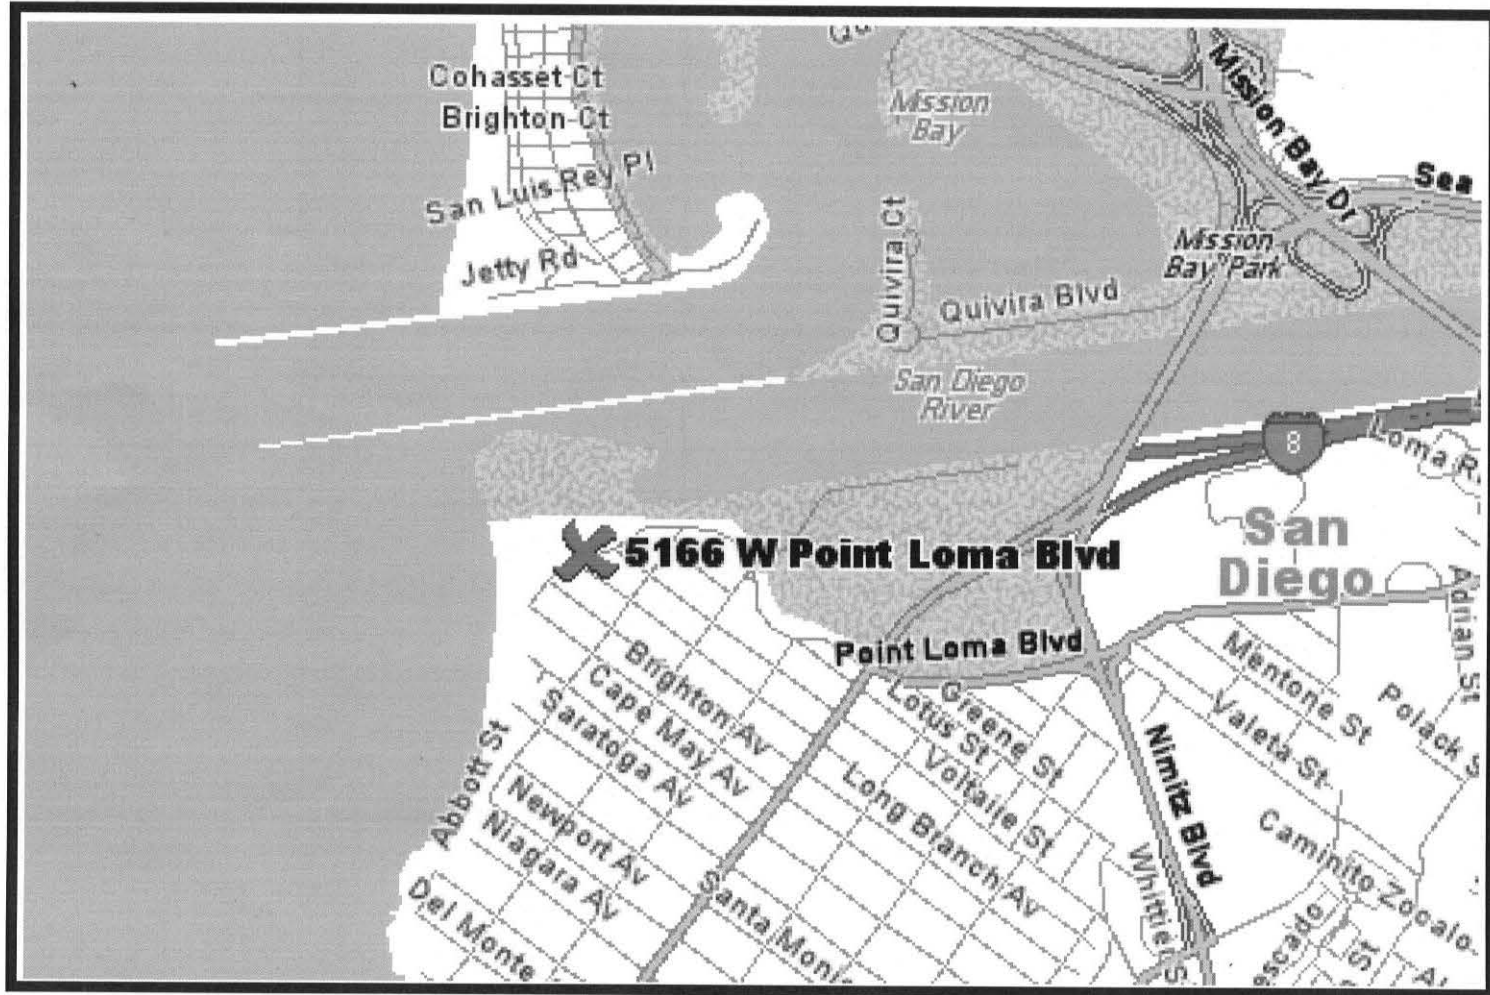 Cohasset Ct
Brighton Ct
San Luis Rey Pl
Jetty Rd
Mission
Bay
Mission Bay Dr
Sea
Quivira Ct
Quivira Blvd
Mission
Bay Park
San Diego
River
8
Loma R
5166 W Point Loma Blvd
San
Diego
Adrian St
Point Loma Blvd
Mentone St
Polack S
Valeta St
Greene St
Lotus St
Voltaile St
Brighton Av
Cape May Av
Saratoga Av
Long Branch Av
Nimitz Blvd
Abbott St
Newport Av
Niagara Av
Caminito Zocalo
Del Monte
Santa Moni
Whittier S
escado
St